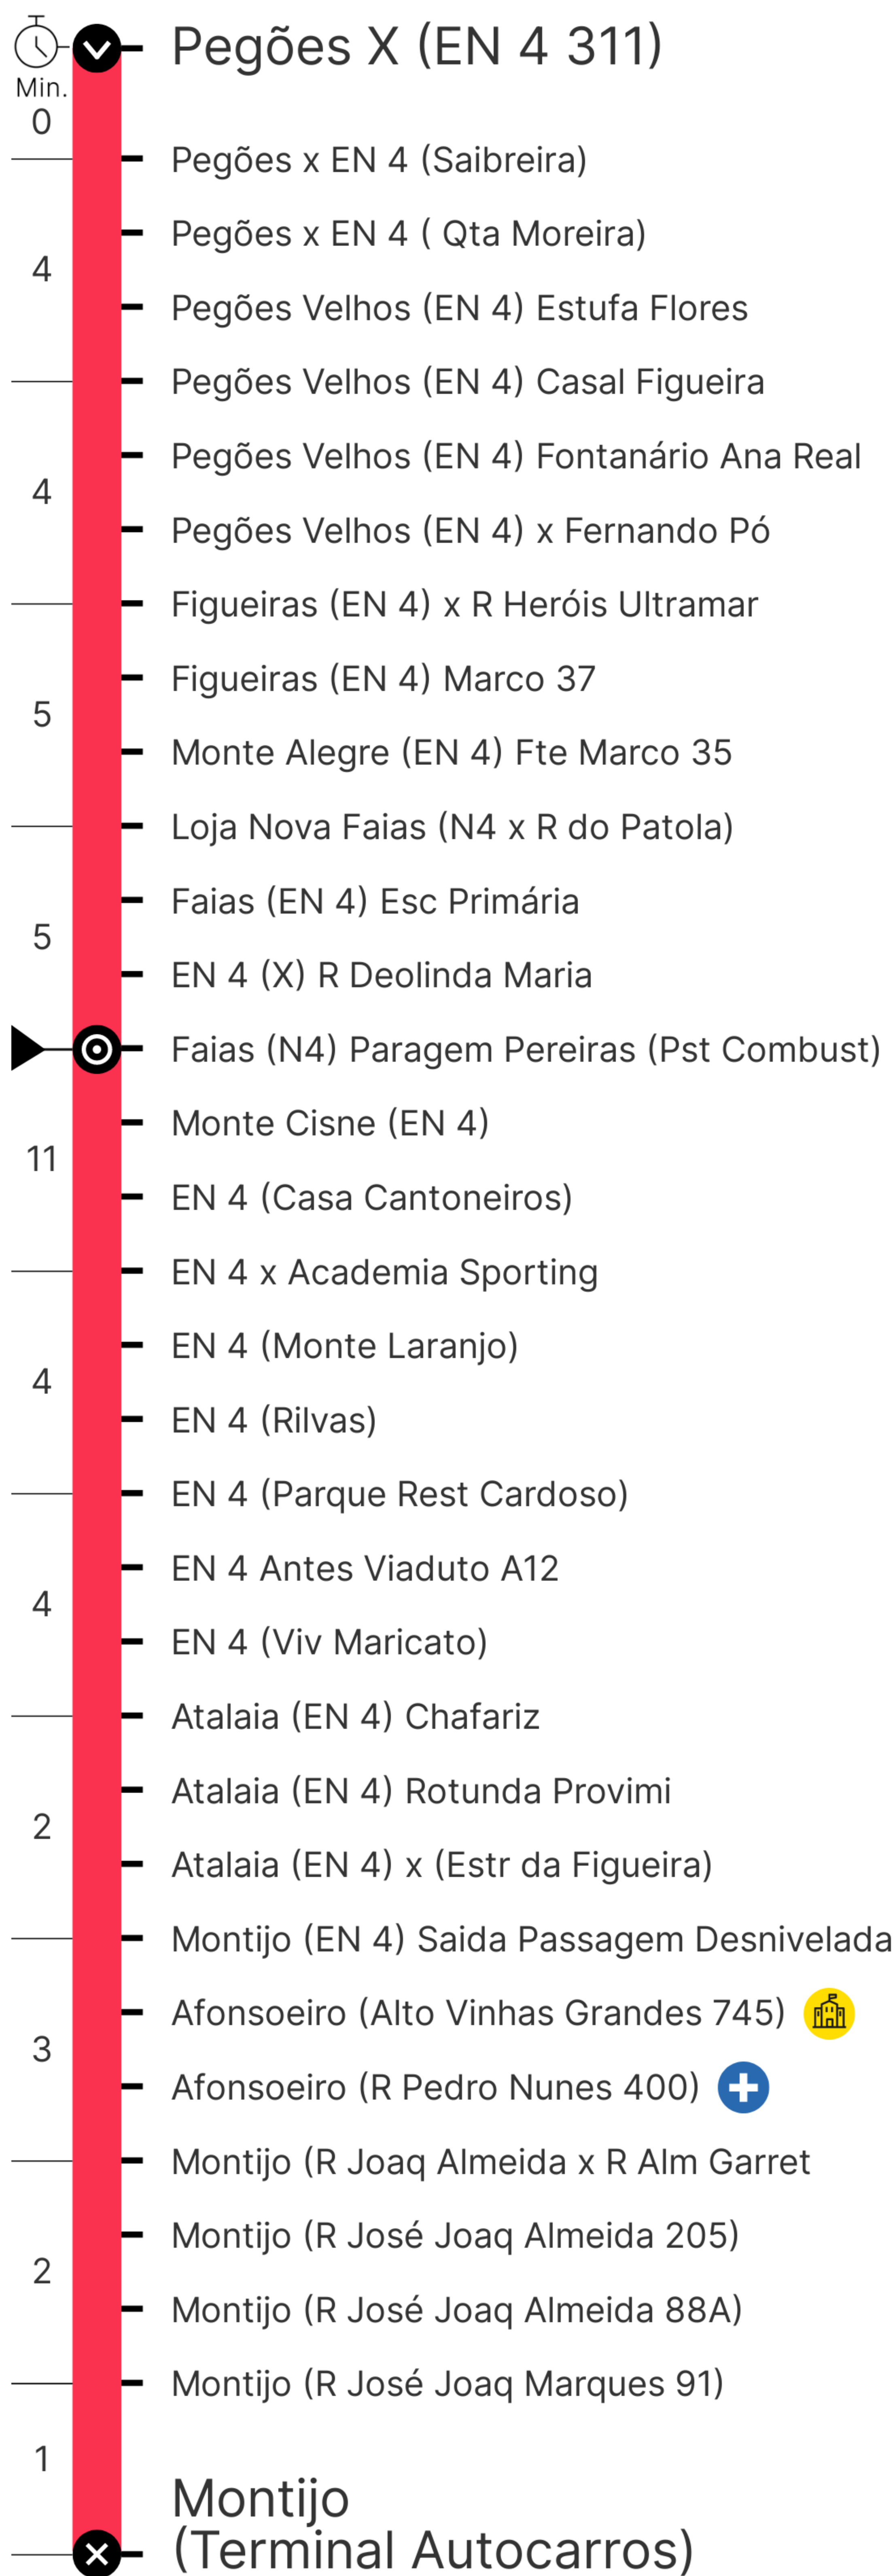 Pegões X (EN 4 311)
Min.
0
Pegões x EN 4 (Saibreira)
Pegões x EN 4 ( Qta Moreira)
4
Pegões Velhos (EN 4) Estufa Flores
Pegões Velhos (EN 4) Casal Figueira
Pegões Velhos (EN 4) Fontanário Ana Real
4
Pegões Velhos (EN 4) x Fernando Pó
Figueiras (EN 4) x R Heróis Ultramar
Figueiras (EN 4) Marco 37
5
Monte Alegre (EN 4) Fte Marco 35
Loja Nova Faias (N4 x R do Patola)
Faias (EN 4) Esc Primária
5
EN 4 (X) R Deolinda Maria
Faias (N4) Paragem Pereiras (Pst Combust)
Monte Cisne (EN 4)
11
EN 4 (Casa Cantoneiros)
EN 4 x Academia Sporting
EN 4 (Monte Laranjo)
4
EN 4 (Rilvas)
EN 4 (Parque Rest Cardoso)
EN 4 Antes Viaduto A12
4
EN 4 (Viv Maricato)
Atalaia (EN 4) Chafariz
Atalaia (EN 4) Rotunda Provimi
2
Atalaia (EN 4) x (Estr da Figueira)
Montijo (EN 4) Saida Passagem Desnivelada
Afonsoeiro (Alto Vinhas Grandes 745)
3
Afonsoeiro (R Pedro Nunes 400)
Montijo (R Joaq Almeida x R Alm Garret
Montijo (R José Joaq Almeida 205)
2
Montijo (R José Joaq Almeida 88A)
Montijo (R José Joaq Marques 91)
1
Montijo
(Terminal Autocarros)